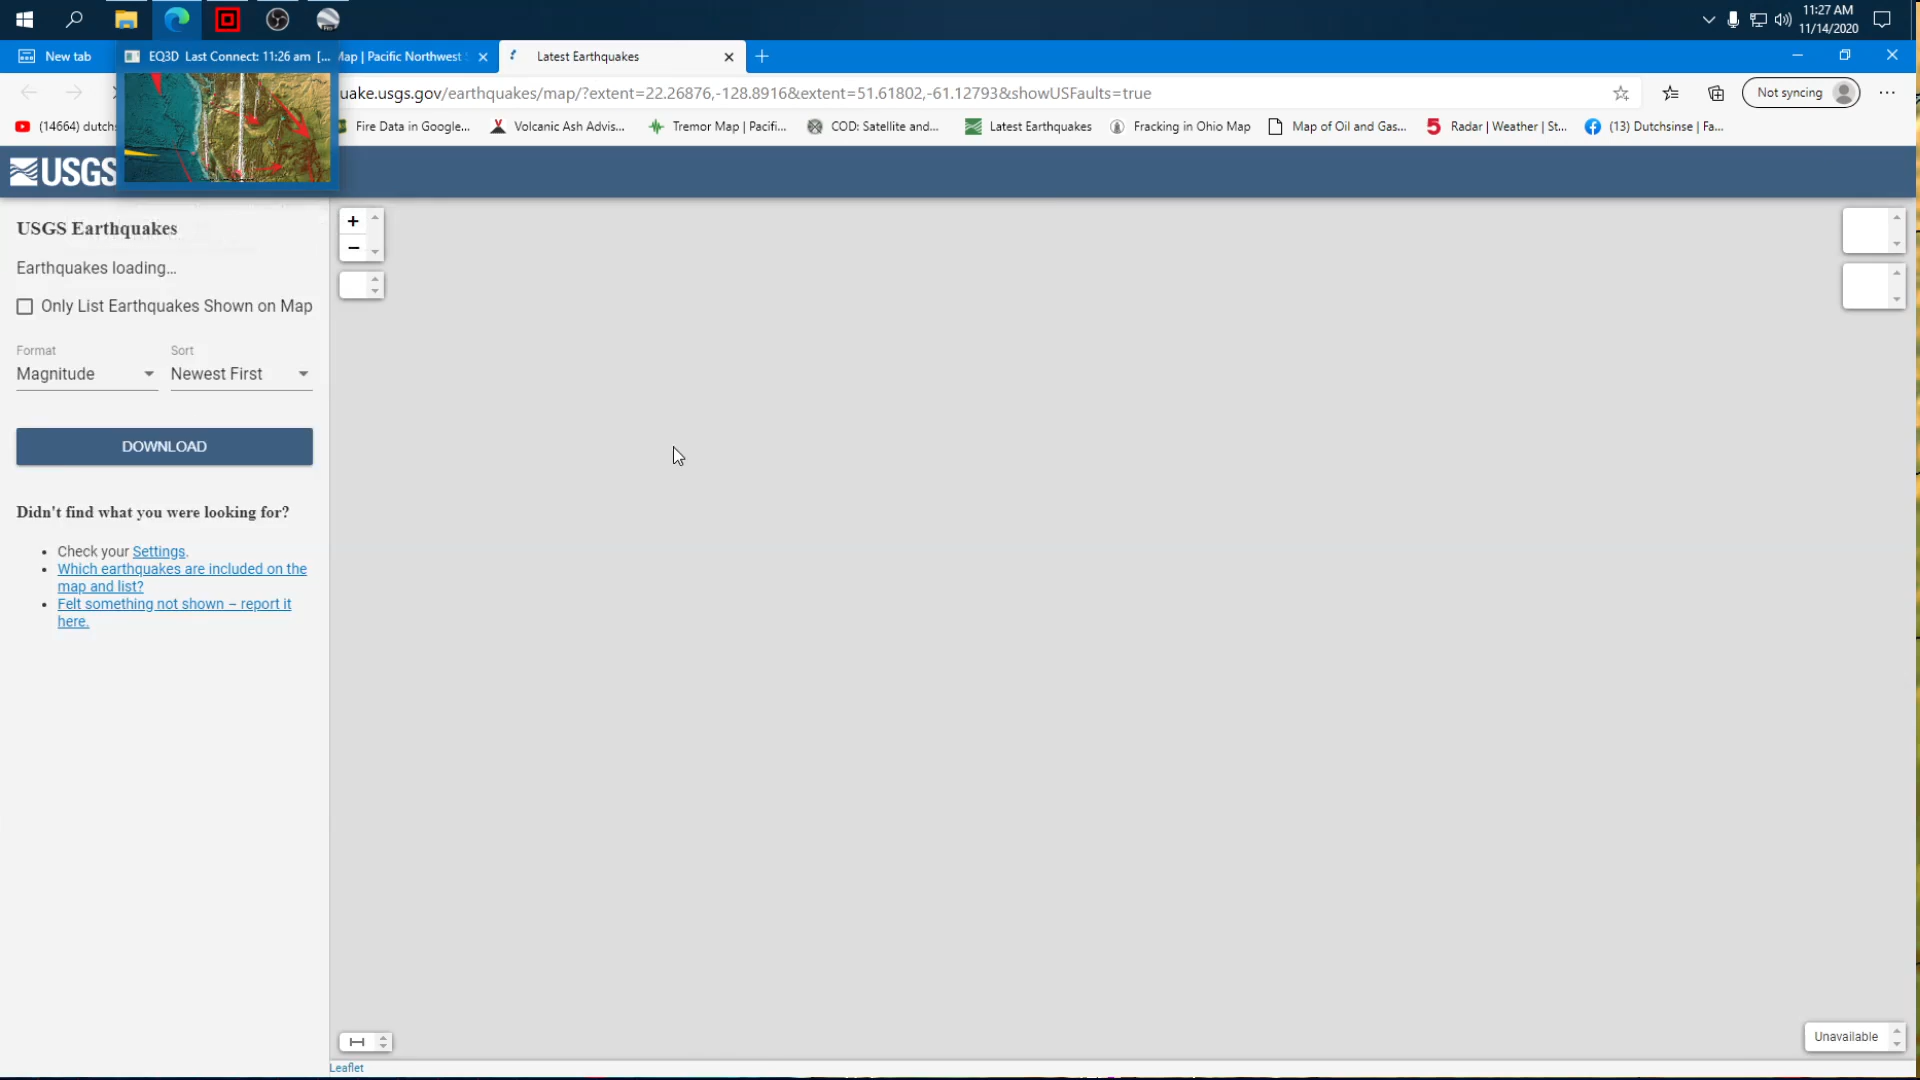 11:27 AM
11/14/2020
New tab
EQ3D Last Connect: 11:26 am [...
Map | Pacific Northwest
Latest Earthquakes
uake.usgs.gov/earthquakes/map/?extent=22.26876,-128.8916&extent=51.61802,-61.12793&showUSFaults=true
Not syncing
(14664) dutchs
Fire Data in Google...
Volcanic Ash Advis...
Tremor Map | Pacifi...
COD: Satellite and...
Latest Earthquakes
Fracking in Ohio Map
Map of Oil and Gas...
5
Radar | Weather | St...
(13) Dutchsinse | Fa...
USGS
USGS Earthquakes
Earthquakes loading...
Only List Earthquakes Shown on Map
Format
Sort
Magnitude
Newest First
DOWNLOAD
Didn't find what you were looking for?
• Check your Settings.
• Which earthquakes are included on the
map and list?
• Felt something not shown – report it
here.
+
−
Unavailable
Leaflet